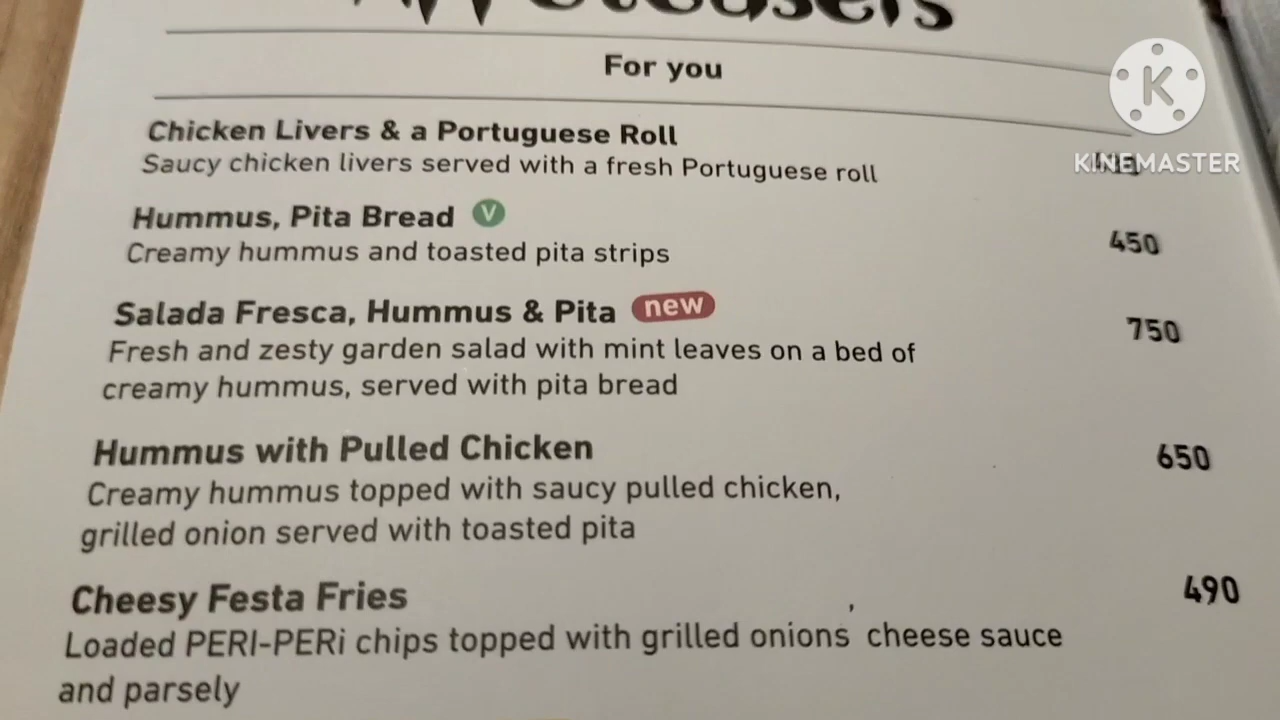 For you
Chicken Livers & a Portuguese Roll
Saucy chicken livers served with a fresh Portuguese roll
KINEMASTER
Hummus, Pita Bread V
Creamy hummus and toasted pita strips
450
Salada Fresca, Hummus & Pita new
750
Fresh and zesty garden salad with mint leaves on a bed of
creamy hummus, served with pita bread
Hummus with Pulled Chicken
650
Creamy hummus topped with saucy pulled chicken,
grilled onion served with toasted pita
Cheesy Festa Fries
490
Loaded PERI-PERi chips topped with grilled onions, cheese sauce
and parsely